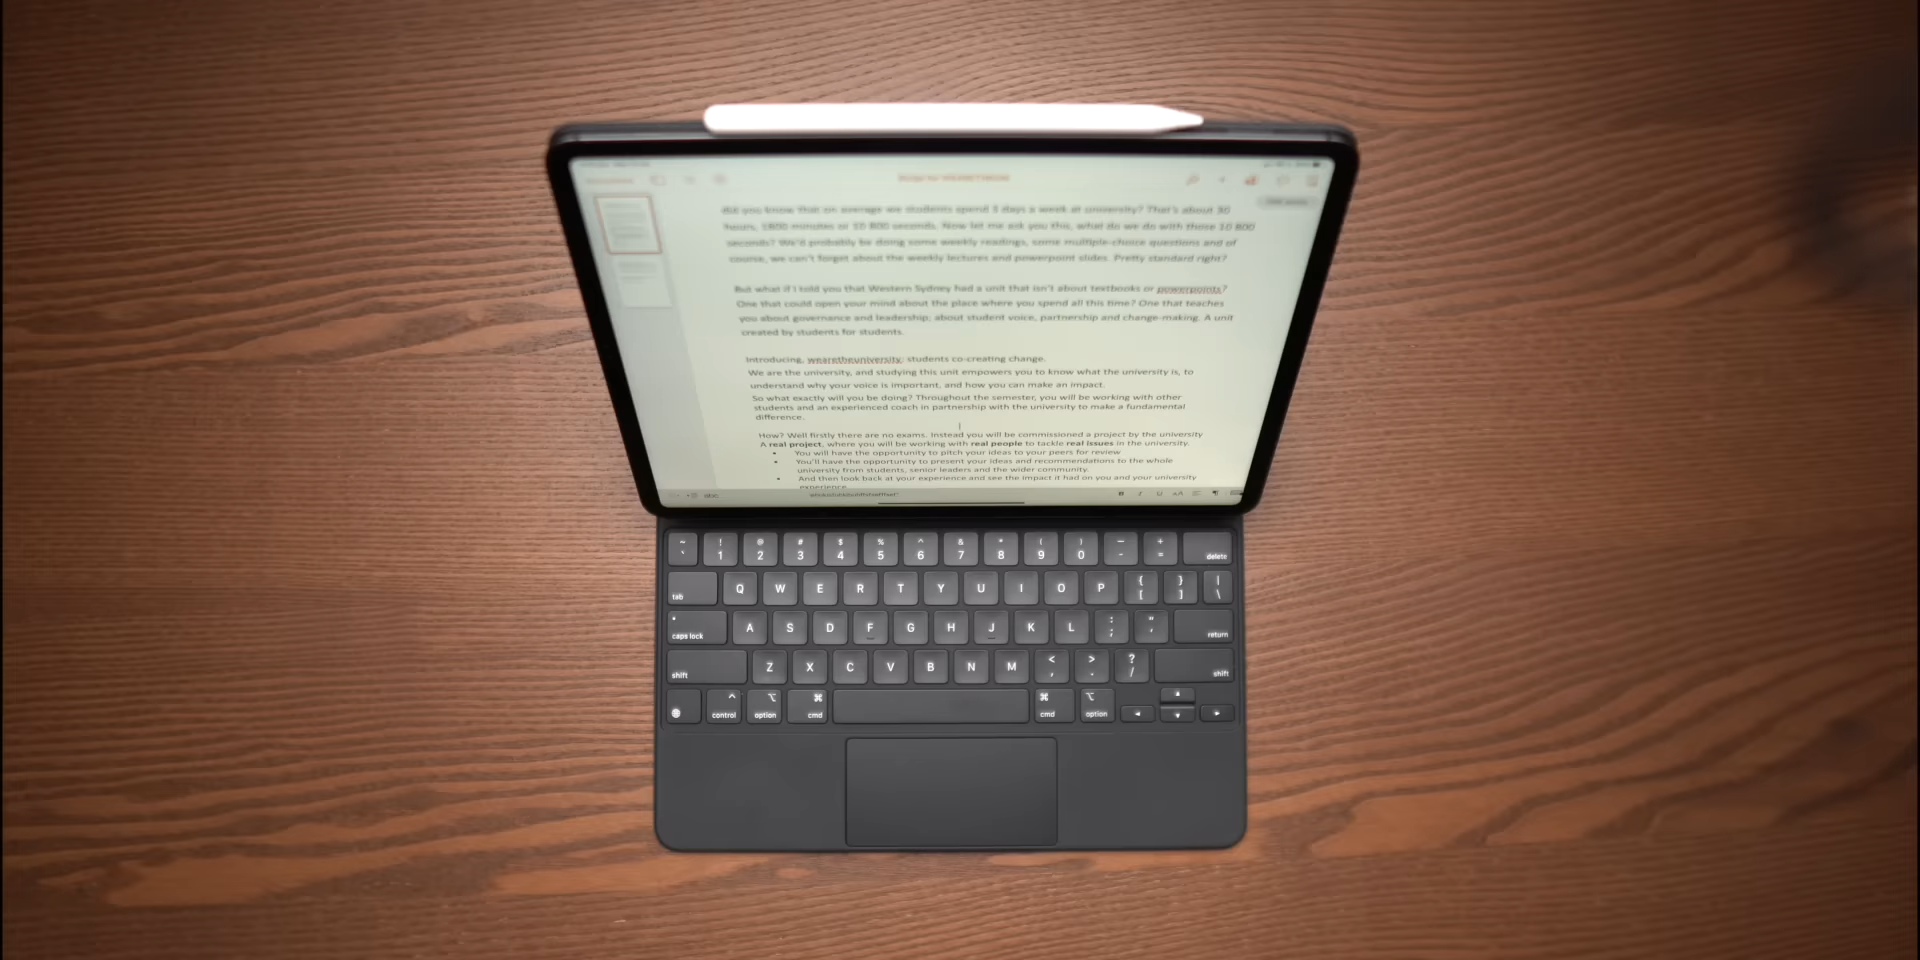 Did you know that on average we students spend 3 days a week at university? That's about 30
hours, 1800 minutes or 10 800 seconds. Now let me ask you this, what do we do with those 10 800
seconds? We'd probably be doing some weekly readings, some multiple-choice questions and of
course, we can't forget about the weekly lectures and powerpoint slides. Pretty standard right?
But what if I told you that Western Sydney had a unit that isn't about textbooks or powerpoints?
One that could open your mind about the place where you spend all this time? One that teaches
you about governance and leadership; about student voice, partnership and change-making. A unit
created by students for students.
Introducing, wearetheuniversity: students co-creating change.
We are the university, and studying this unit empowers you to know what the university is, to
understand why your voice is important, and how you can make an impact.
So what exactly will you be doing? Throughout the semester, you will be working with other
students and an experienced coach in partnership with the university to make a fundamental
difference.
How? Well firstly there are no exams. Instead you will be commissioned a project by the university
A real project, where you will be working with real people to tackle real issues in the university.
• You will have the opportunity to pitch your ideas to your peers for review
• You'll have the opportunity to present your ideas and recommendations to the whole
university from students, senior leaders and the wider community.
• And then look back at your experience and see the impact it had on you and your university
experience
B I U
~ ! @ # $ % ^ & * ( ) — +
` 1 2 3 4 5 6 7 8 9 0 - = delete
tab Q W E R T Y U I O P { [ } ] | \
caps lock A S D F G H J K L : ; " ' return
shift Z X C V B N M < , > . ? / shift
^ control ⌥ option ⌘ cmd ⌘ cmd ⌥ option